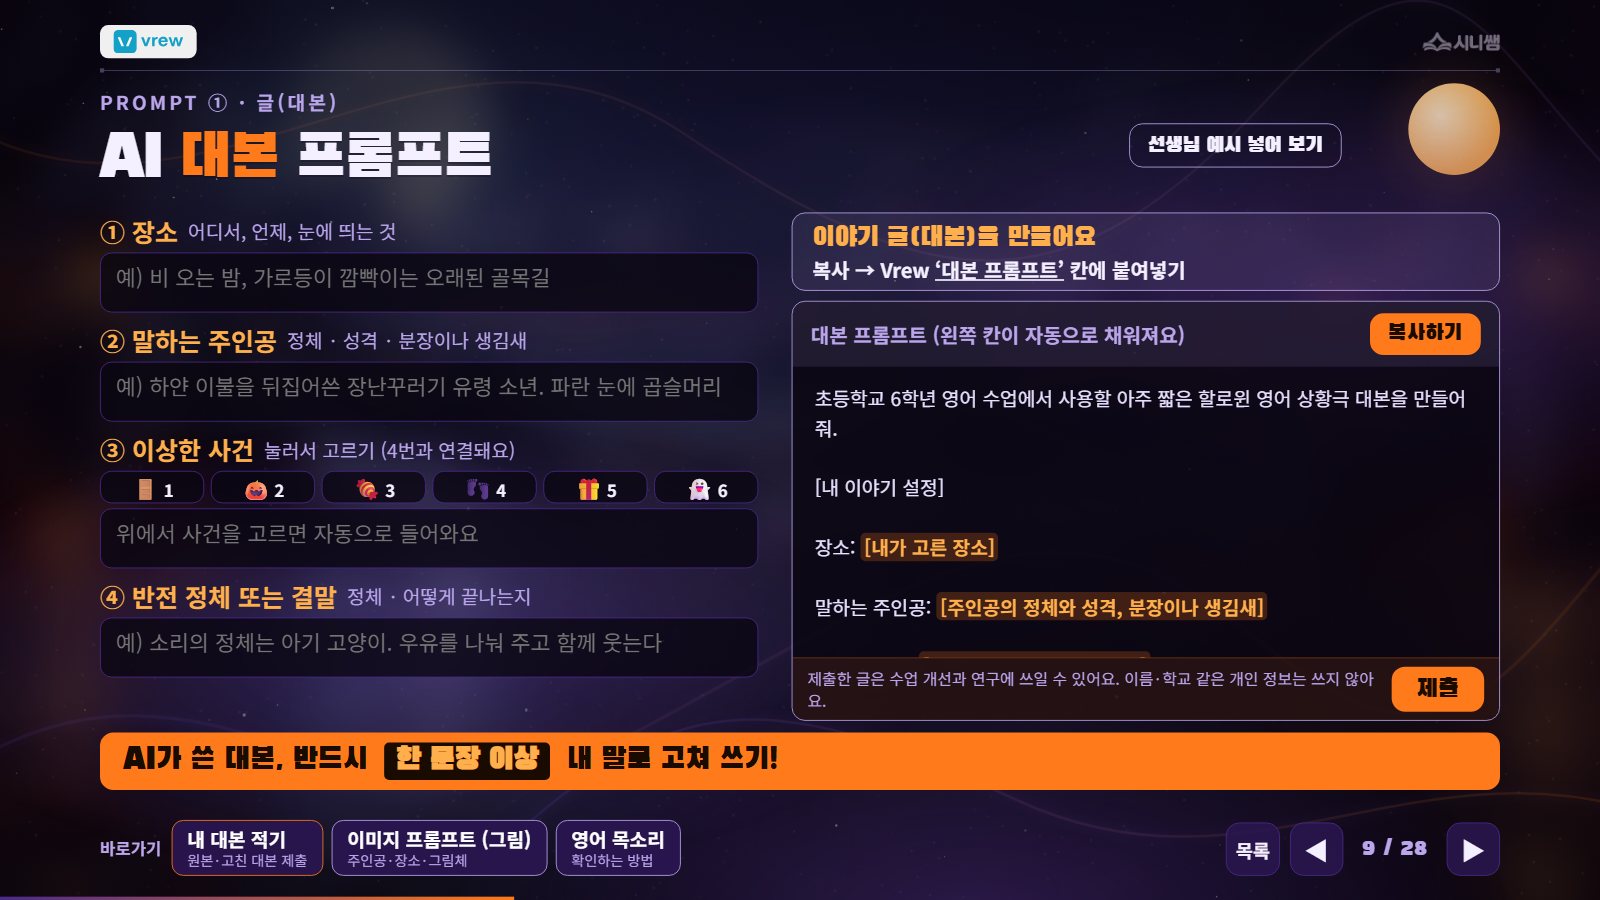 vrew
시니쌤
PROMPT ① · 글(대본)
AI 대본 프롬프트
선생님 예시 넣어 보기
① 장소 어디서, 언제, 눈에 띄는 것
예) 비 오는 밤, 가로등이 깜빡이는 오래된 골목길
② 말하는 주인공 정체 · 성격 · 분장이나 생김새
예) 하얀 이불을 뒤집어쓴 장난꾸러기 유령 소년. 파란 눈에 곱슬머리
③ 이상한 사건 눌러서 고르기 (4번과 연결돼요)
1 2 3 4 5 6
위에서 사건을 고르면 자동으로 들어와요
④ 반전 정체 또는 결말 정체 · 어떻게 끝나는지
예) 소리의 정체는 아기 고양이. 우유를 나눠 주고 함께 웃는다
이야기 글(대본)을 만들어요
복사 → Vrew ‘대본 프롬프트’ 칸에 붙여넣기
대본 프롬프트 (왼쪽 칸이 자동으로 채워져요)
복사하기
초등학교 6학년 영어 수업에서 사용할 아주 짧은 할로윈 영어 상황극 대본을 만들어
줘.
[내 이야기 설정]
장소: [내가 고른 장소]
말하는 주인공: [주인공의 정체와 성격, 분장이나 생김새]
제출한 글은 수업 개선과 연구에 쓰일 수 있어요. 이름·학교 같은 개인 정보는 쓰지 않아
요.
제출
AI가 쓴 대본, 반드시 한 문장 이상 내 말로 고쳐 쓰기!
바로가기
내 대본 적기
원본·고친 대본 제출
이미지 프롬프트 (그림)
주인공·장소·그림체
영어 목소리
확인하는 방법
목록
9 / 28